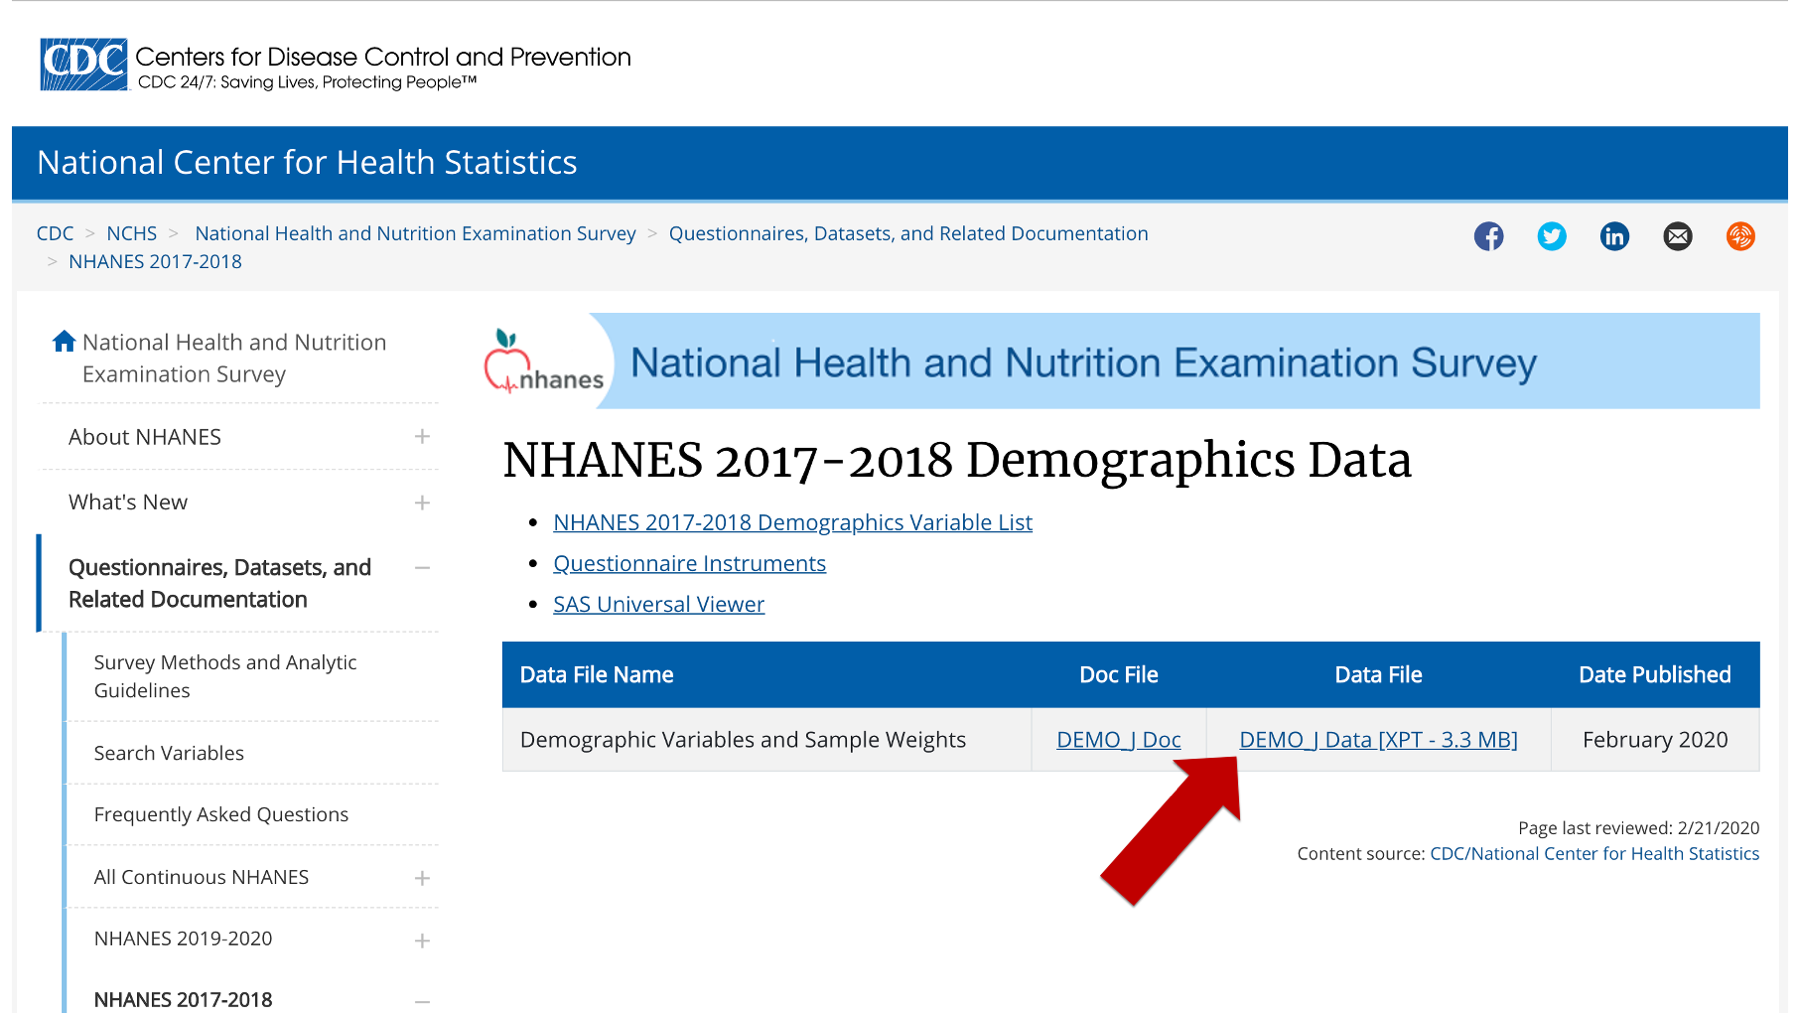 CDC Centers for Disease Control and Prevention
CDC 24/7: Saving Lives, Protecting People™
National Center for Health Statistics
CDC > NCHS > National Health and Nutrition Examination Survey > Questionnaires, Datasets, and Related Documentation
> NHANES 2017-2018
National Health and Nutrition
Examination Survey
About NHANES +
What's New +
Questionnaires, Datasets, and
Related Documentation –
Survey Methods and Analytic
Guidelines
Search Variables
Frequently Asked Questions
All Continuous NHANES +
NHANES 2019-2020 +
NHANES 2017-2018 –
nhanes National Health and Nutrition Examination Survey
NHANES 2017-2018 Demographics Data
• NHANES 2017-2018 Demographics Variable List
• Questionnaire Instruments
• SAS Universal Viewer
Data File Name Doc File Data File Date Published
Demographic Variables and Sample Weights DEMO_J Doc DEMO_J Data [XPT - 3.3 MB] February 2020
Page last reviewed: 2/21/2020
Content source: CDC/National Center for Health Statistics